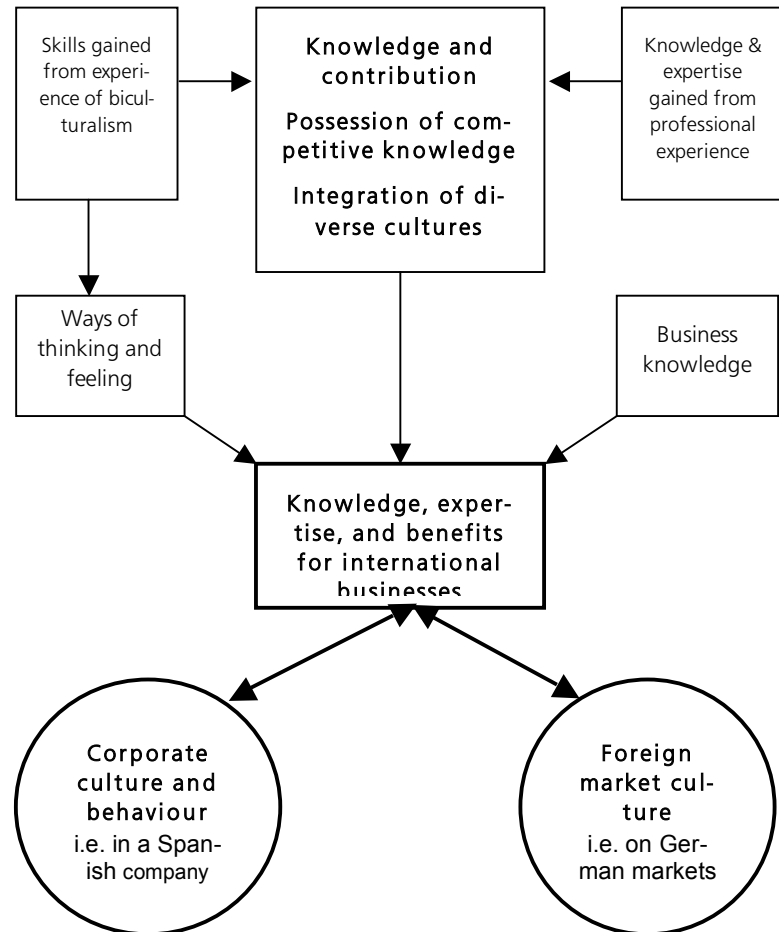 Skills gained
from experi-
ence of bicul-
turalism
Knowledge and
contribution
Possession of com-
petitive knowledge
Integration of di-
verse cultures
Knowledge &
expertise
gained from
professional
experience
Ways of
thinking and
feeling
Business
knowledge
Knowledge, exper-
tise, and benefits
for international
businesses
Corporate
culture and
behaviour
i.e. in a Span-
ish company
Foreign
market cul-
ture
i.e. on Ger-
man markets